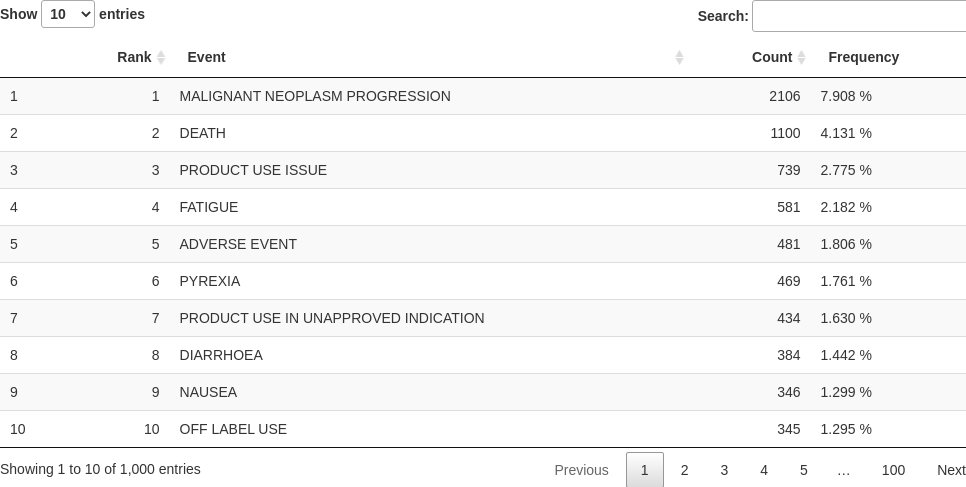 Show 10 entries Search:
Rank Event Count Frequency
1 1 MALIGNANT NEOPLASM PROGRESSION 2106 7.908 %
2 2 DEATH 1100 4.131 %
3 3 PRODUCT USE ISSUE 739 2.775 %
4 4 FATIGUE 581 2.182 %
5 5 ADVERSE EVENT 481 1.806 %
6 6 PYREXIA 469 1.761 %
7 7 PRODUCT USE IN UNAPPROVED INDICATION 434 1.630 %
8 8 DIARRHOEA 384 1.442 %
9 9 NAUSEA 346 1.299 %
10 10 OFF LABEL USE 345 1.295 %
Showing 1 to 10 of 1,000 entries Previous 1 2 3 4 5 … 100 Next